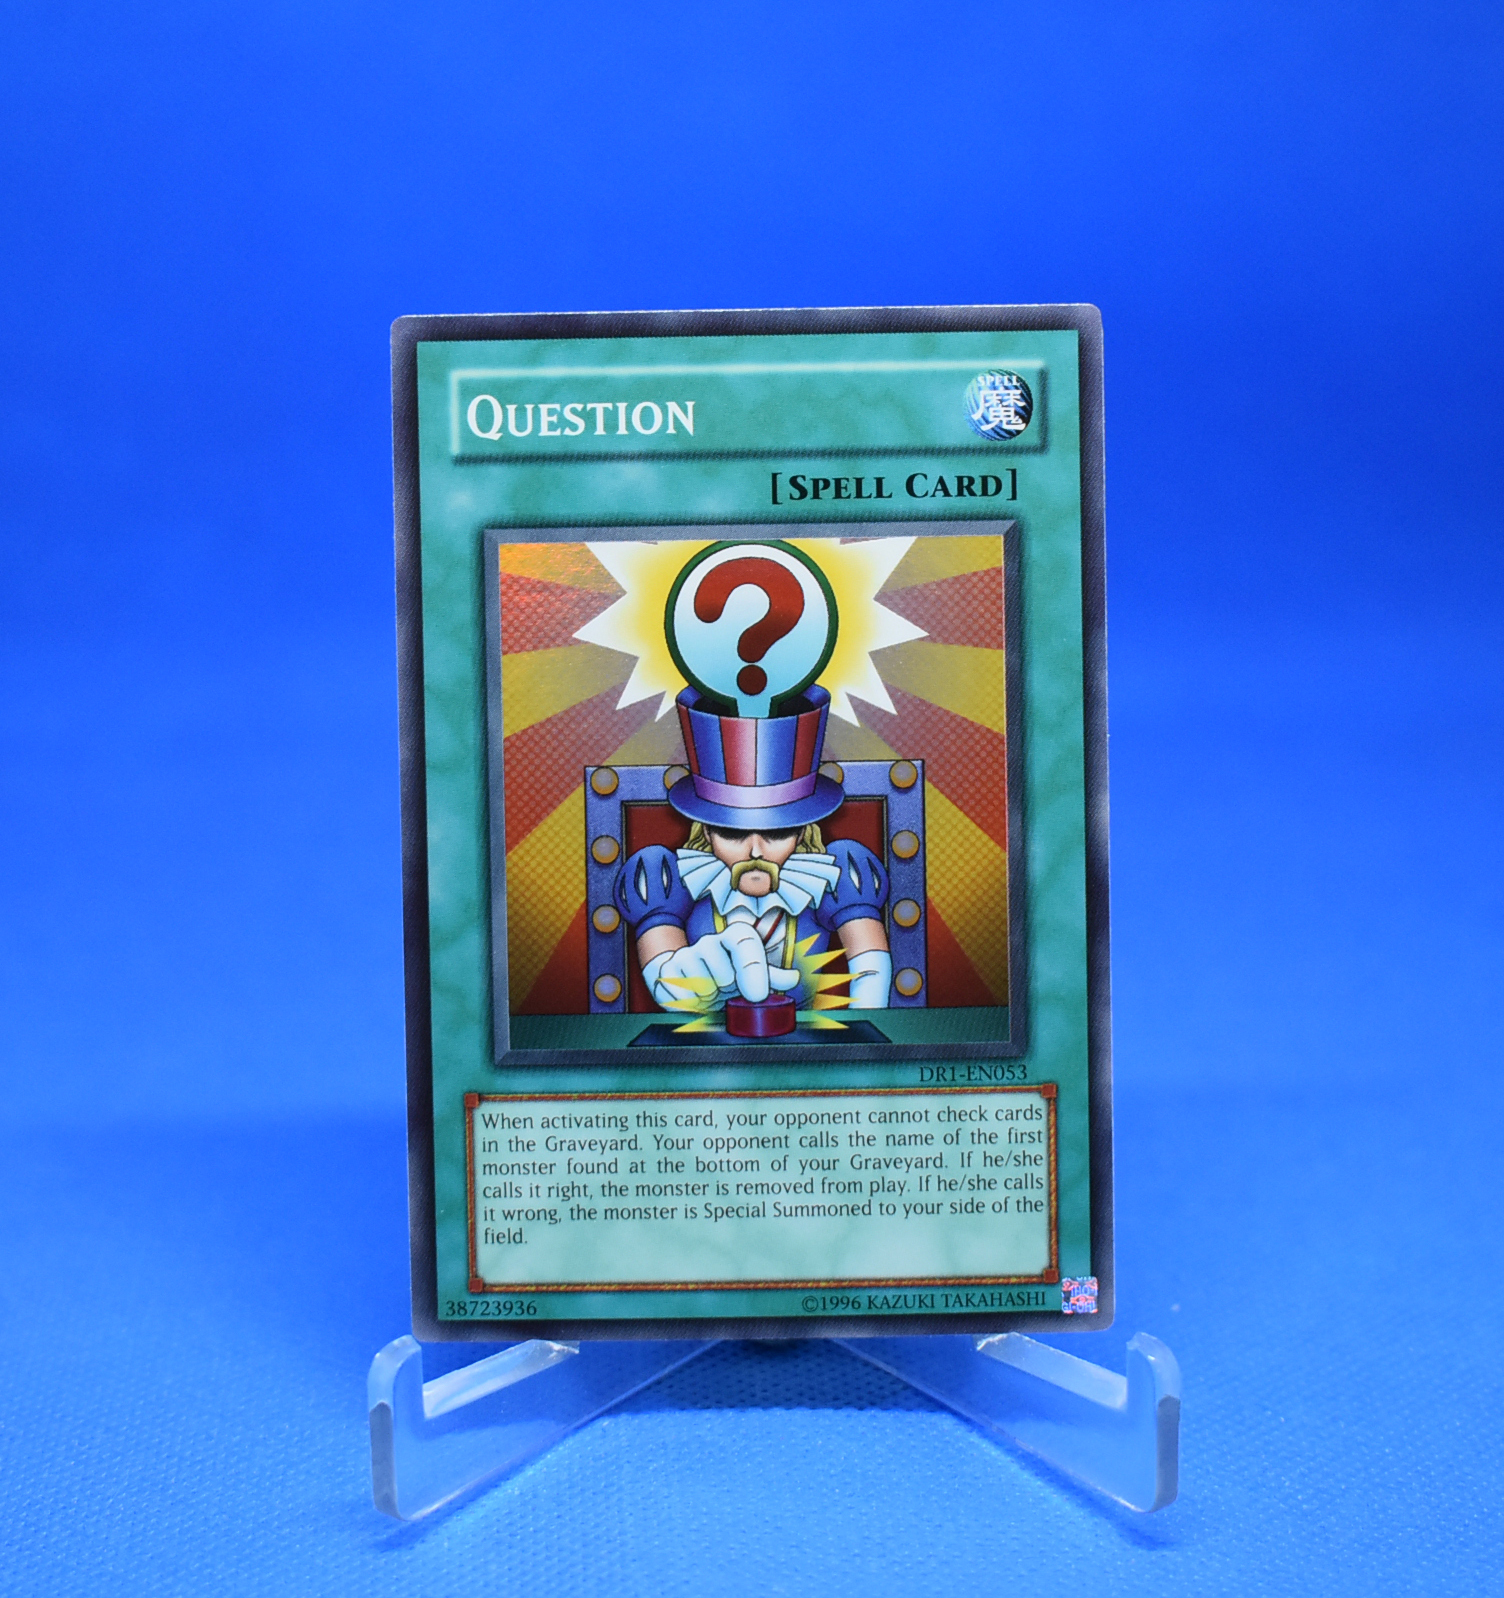 QUESTION
SPELL
魔
[SPELL CARD]
?
DR1-EN053
When activating this card, your opponent cannot check cards
in the Graveyard. Your opponent calls the name of the first
monster found at the bottom of your Graveyard. If he/she
calls it right, the monster is removed from play. If he/she calls
it wrong, the monster is Special Summoned to your side of the
field.
38723936
©1996 KAZUKI TAKAHASHI